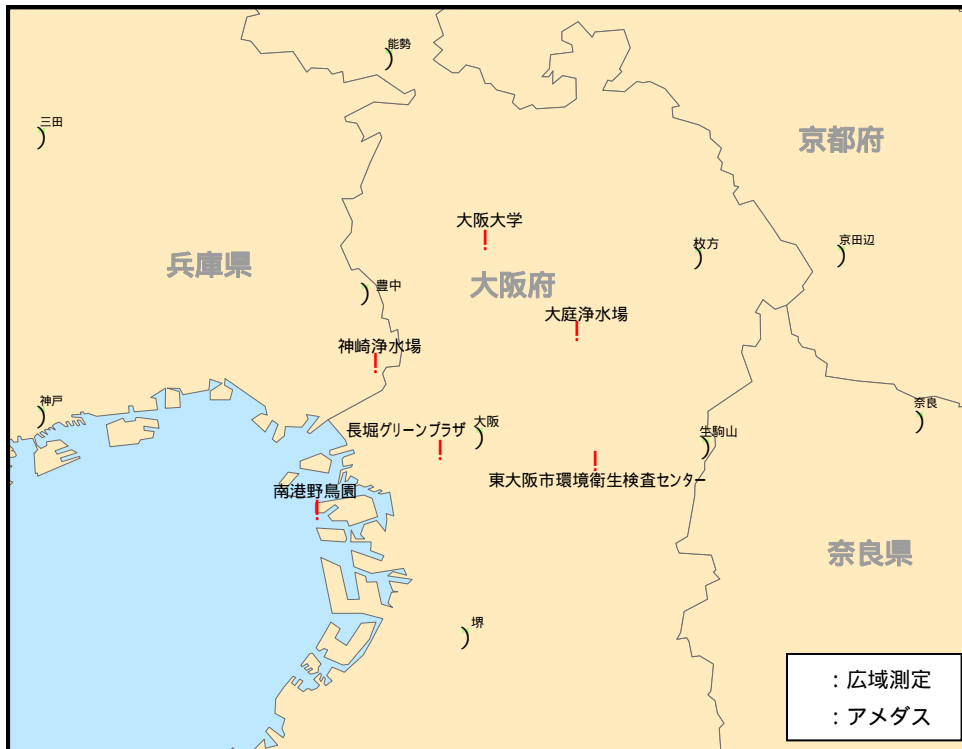 能勢
三田
京都府
大阪大学
枚方
京田辺
兵庫県
大阪府
豊中
大庭浄水場
神崎浄水場
神戸
奈良
長堀グリーンプラザ
大阪
生駒山
東大阪市環境衛生検査センター
南港野鳥園
奈良県
堺
：広域測定
：アメダス